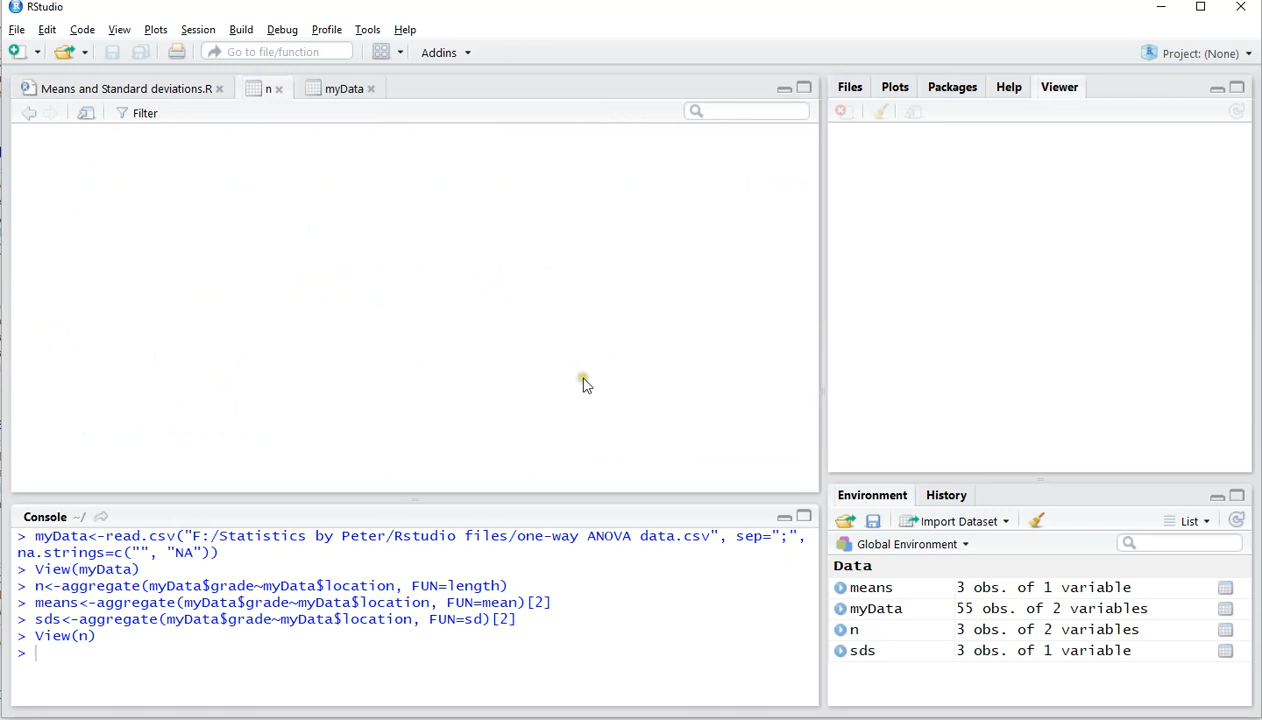 RStudio
File Edit Code View Plots Session Build Debug Profile Tools Help
Go to file/function Addins Project: (None)
Means and Standard deviations.R n myData
Filter
Files Plots Packages Help Viewer
Console ~/
> myData<-read.csv("F:/Statistics by Peter/Rstudio files/one-way ANOVA data.csv", sep=";",
na.strings=c("", "NA"))
> View(myData)
> n<-aggregate(myData$grade~myData$location, FUN=length)
> means<-aggregate(myData$grade~myData$location, FUN=mean)[2]
> sds<-aggregate(myData$grade~myData$location, FUN=sd)[2]
> View(n)
>
Environment History
Import Dataset List
Global Environment
Data
means 3 obs. of 1 variable
myData 55 obs. of 2 variables
n 3 obs. of 2 variables
sds 3 obs. of 1 variable